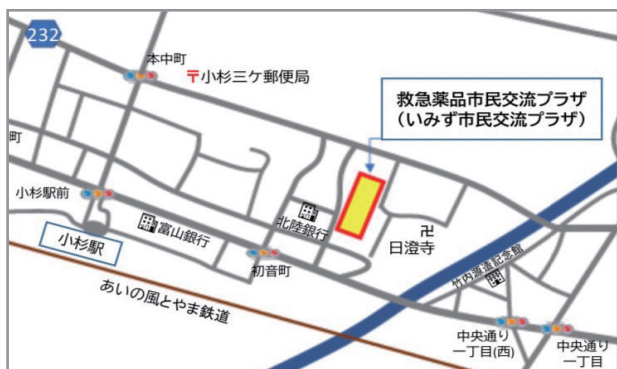 232
本中町
〒小杉三ケ郵便局
救急薬品市民交流プラザ
(いみず市民交流プラザ)
町
小杉駅前
富山銀行
北陸銀行
卍
日澄寺
小杉駅
初音町
竹内源造記念館
あいの風とやま鉄道
中央通り
一丁目(西)
中央通り
一丁目